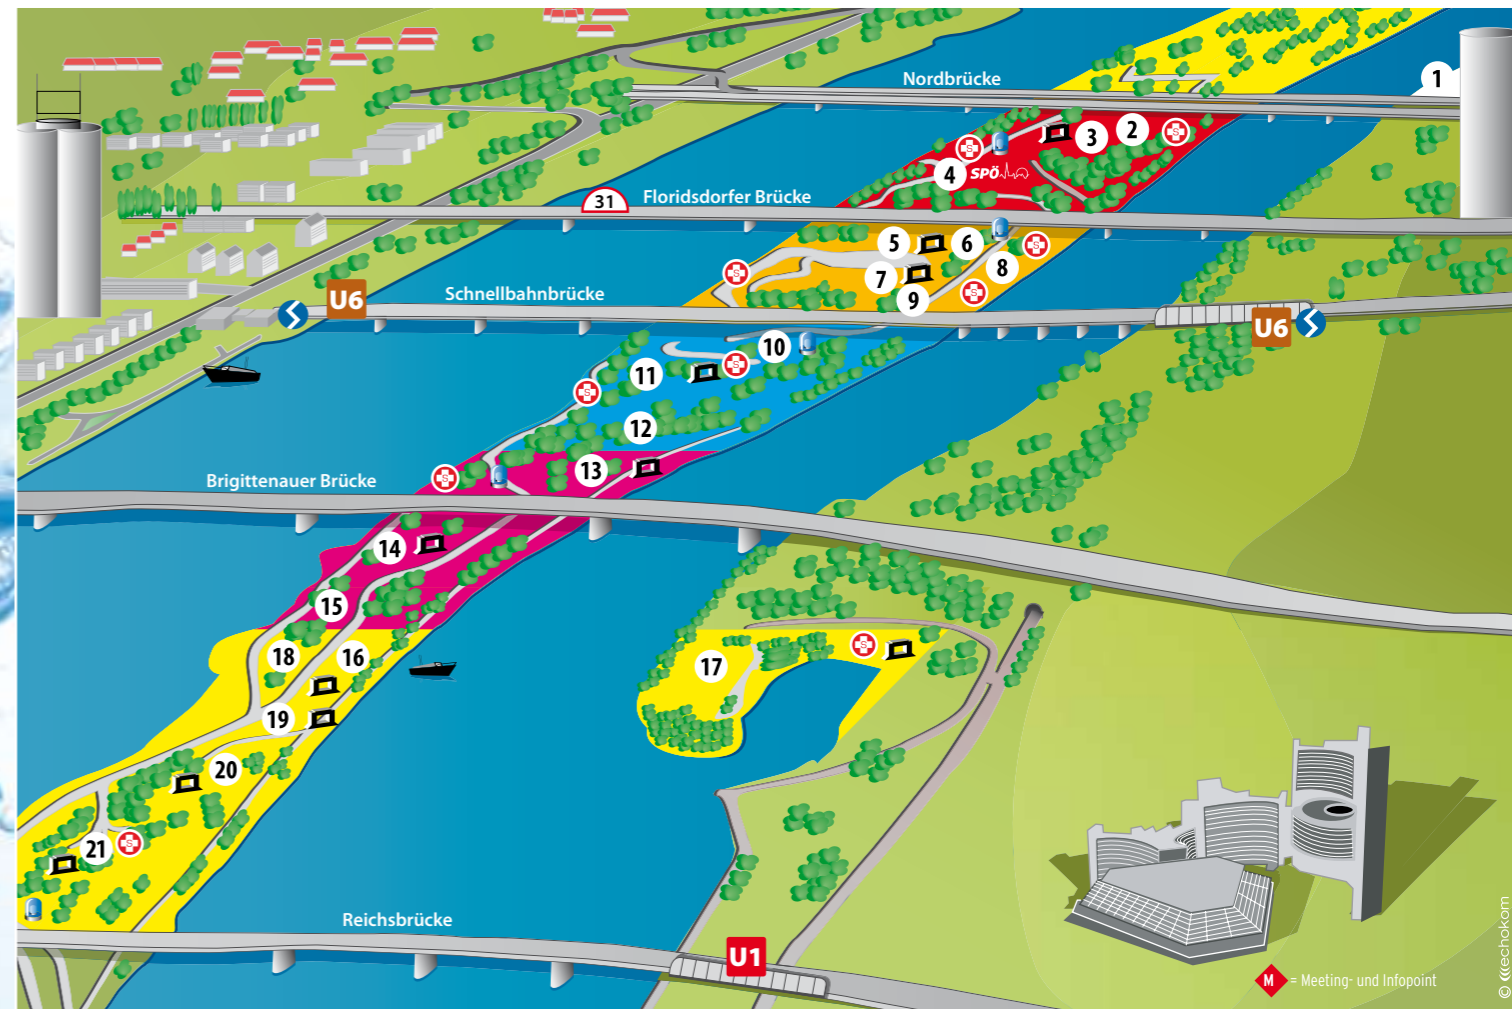 Nordbrücke
1
2
3
4
SPÖ
31
Floridsdorfer Brücke
5
6
7
8
9
Schnellbahnbrücke
U6
U6
10
11
12
13
Brigittenauer Brücke
14
15
16
17
18
19
20
21
Reichsbrücke
U1
M = Meeting- und Infopoint
© echokom
S
S
S
S
S
S
S
S
S
S